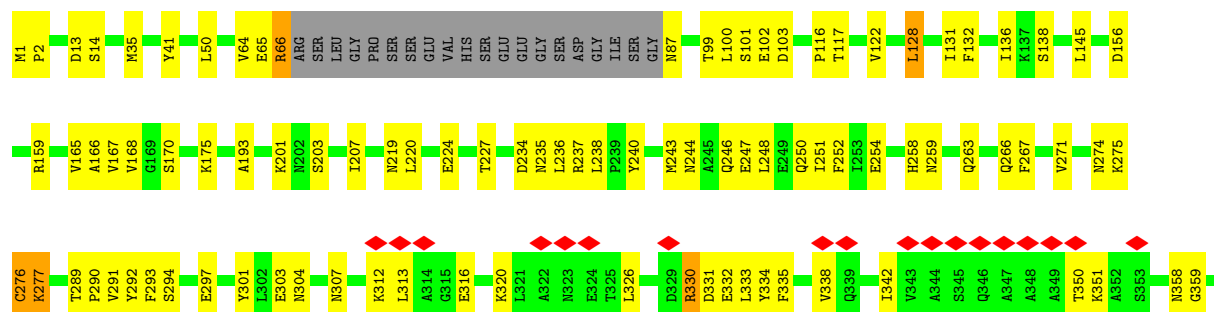 M1 P2 D13 S14 M35 Y41 L50 V64 E65 R66 ARG SER LEU GLY PRO SER SER GLU VAL HIS SER GLU GLU GLY SER ASP GLY ILE SER GLY N87 T99 L100 S101 E102 D103 P116 T117 V122 L128 I131 F132 I136 K137 S138 L145 D156
R159 V165 A166 V167 V168 G169 S170 K175 A193 K201 N202 S203 I207 N219 L220 E224 T227 D234 N235 L236 R237 L238 P239 Y240 M243 N244 A245 Q246 E247 L248 E249 Q250 I251 F252 I253 E254 H258 N259 Q263 Q266 F267 V271 N274 K275
C276 K277 T289 P290 V291 Y292 F293 S294 E297 Y301 L302 E303 N304 N307 K312 L313 A314 G315 E316 K320 L321 A322 N323 E324 T325 L326 D329 R330 D331 E332 L333 Y334 F335 V338 Q339 I342 V343 A344 S345 Q346 A347 A348 A349 T350 K351 A352 S353 N358 G359